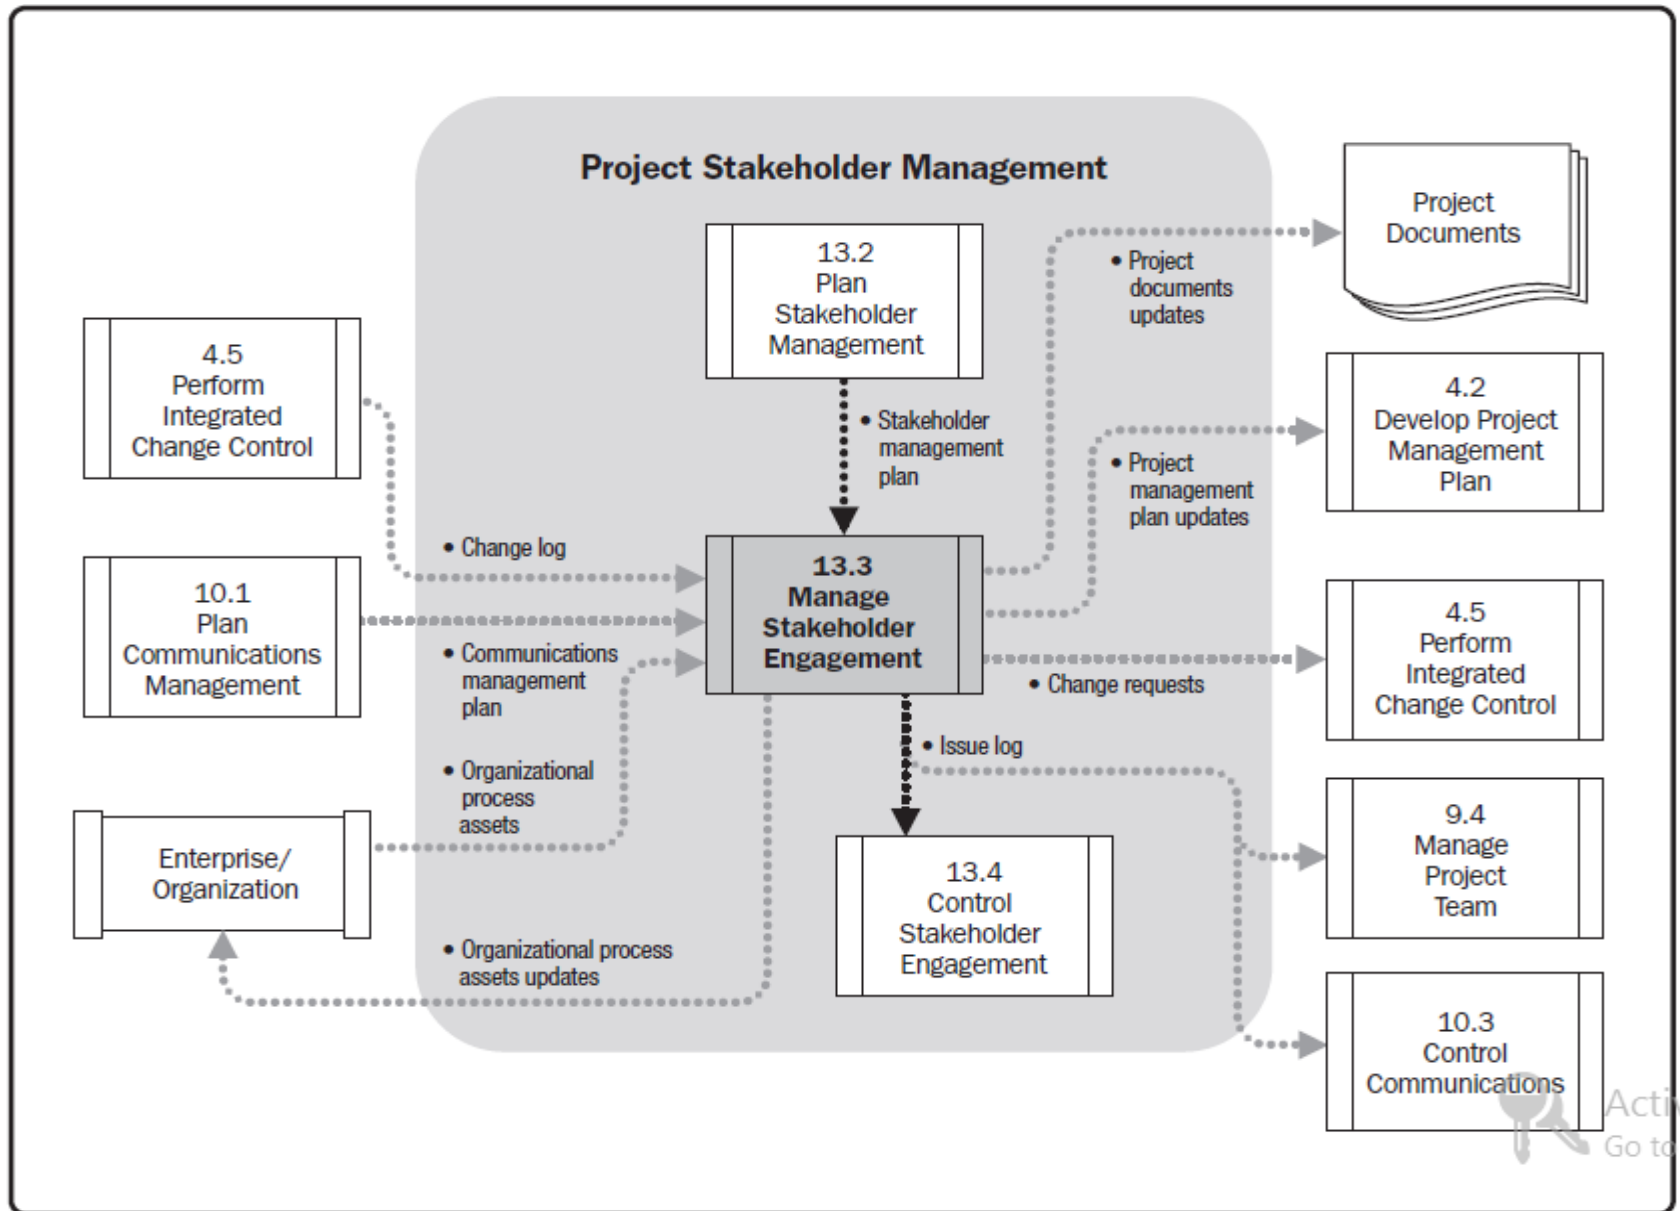 Project Stakeholder Management
13.2
Plan
Stakeholder
Management
• Stakeholder
management
plan
4.5
Perform
Integrated
Change Control
• Change log
10.1
Plan
Communications
Management
• Communications
management
plan
• Organizational
process
assets
Enterprise/
Organization
• Organizational process
assets updates
13.3
Manage
Stakeholder
Engagement
• Issue log
13.4
Control
Stakeholder
Engagement
• Project
documents
updates
Project
Documents
• Project
management
plan updates
4.2
Develop Project
Management
Plan
• Change requests
4.5
Perform
Integrated
Change Control
9.4
Manage
Project
Team
10.3
Control
Communications
Go to